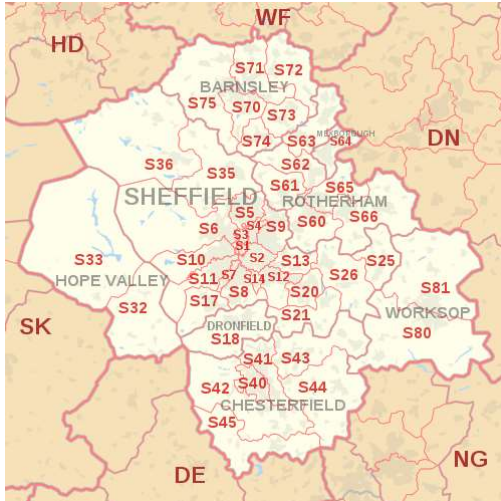 WF
HD
S71 S72
BARNSLEY
S75 S70
S73
MEXBOROUGH
S74 S63 S64
DN
S36 S35 S62
S61 S65
SHEFFIELD ROTHERHAM
S5 S66
S6 S4 S9 S60
S3
S1
S33 S10 S2 S13 S25
HOPE VALLEY S11 S7 S14 S12 S26
S81
S32 S17 S8 S20
S21 WORKSOP
SK DRONFIELD S80
S18
S41 S43
S42 S40 S44
CHESTERFIELD
S45
DE NG